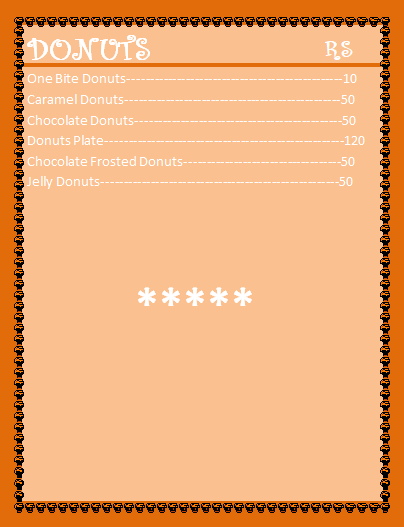 DONUTS RS
One Bite Donuts------------------------------------------------10
Caramel Donuts------------------------------------------------50
Chocolate Donuts----------------------------------------------50
Donuts Plate-----------------------------------------------------120
Chocolate Frosted Donuts-----------------------------------50
Jelly Donuts-----------------------------------------------------50
*****